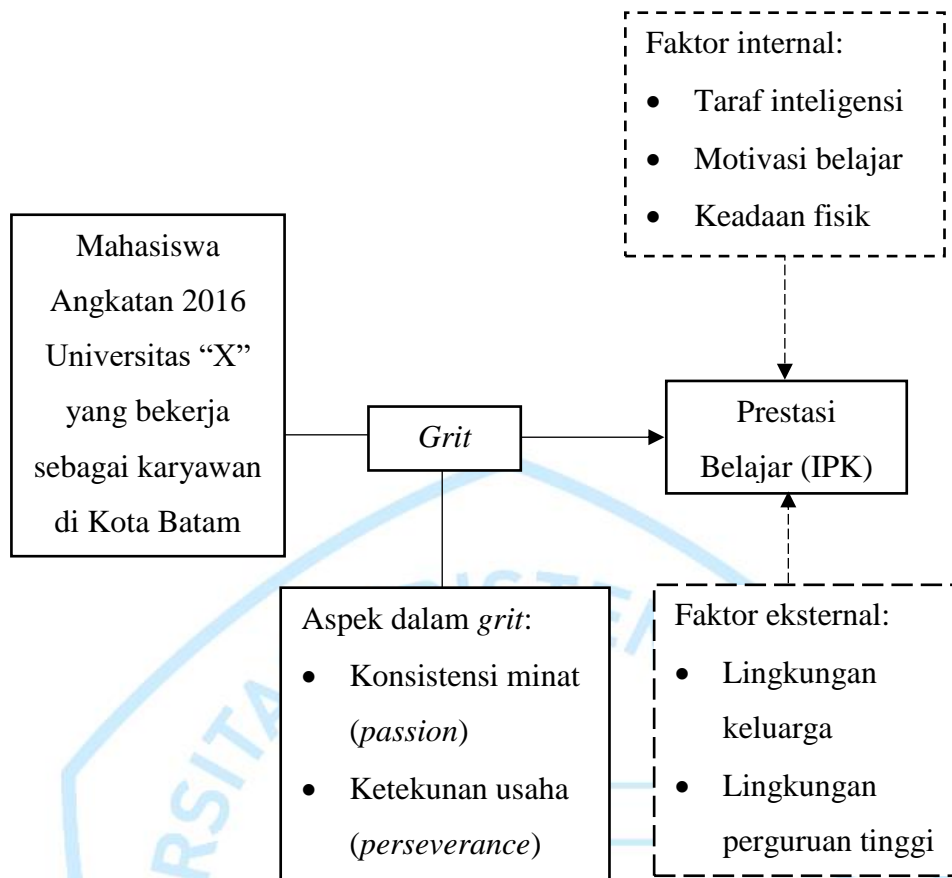 Faktor internal:
• Taraf inteligensi
• Motivasi belajar
• Keadaan fisik
Mahasiswa
Angkatan 2016
Universitas “X”
yang bekerja
sebagai karyawan
di Kota Batam
Grit
Prestasi
Belajar (IPK)
Aspek dalam grit:
• Konsistensi minat
(passion)
• Ketekunan usaha
(perseverance)
Faktor eksternal:
• Lingkungan
keluarga
• Lingkungan
perguruan tinggi